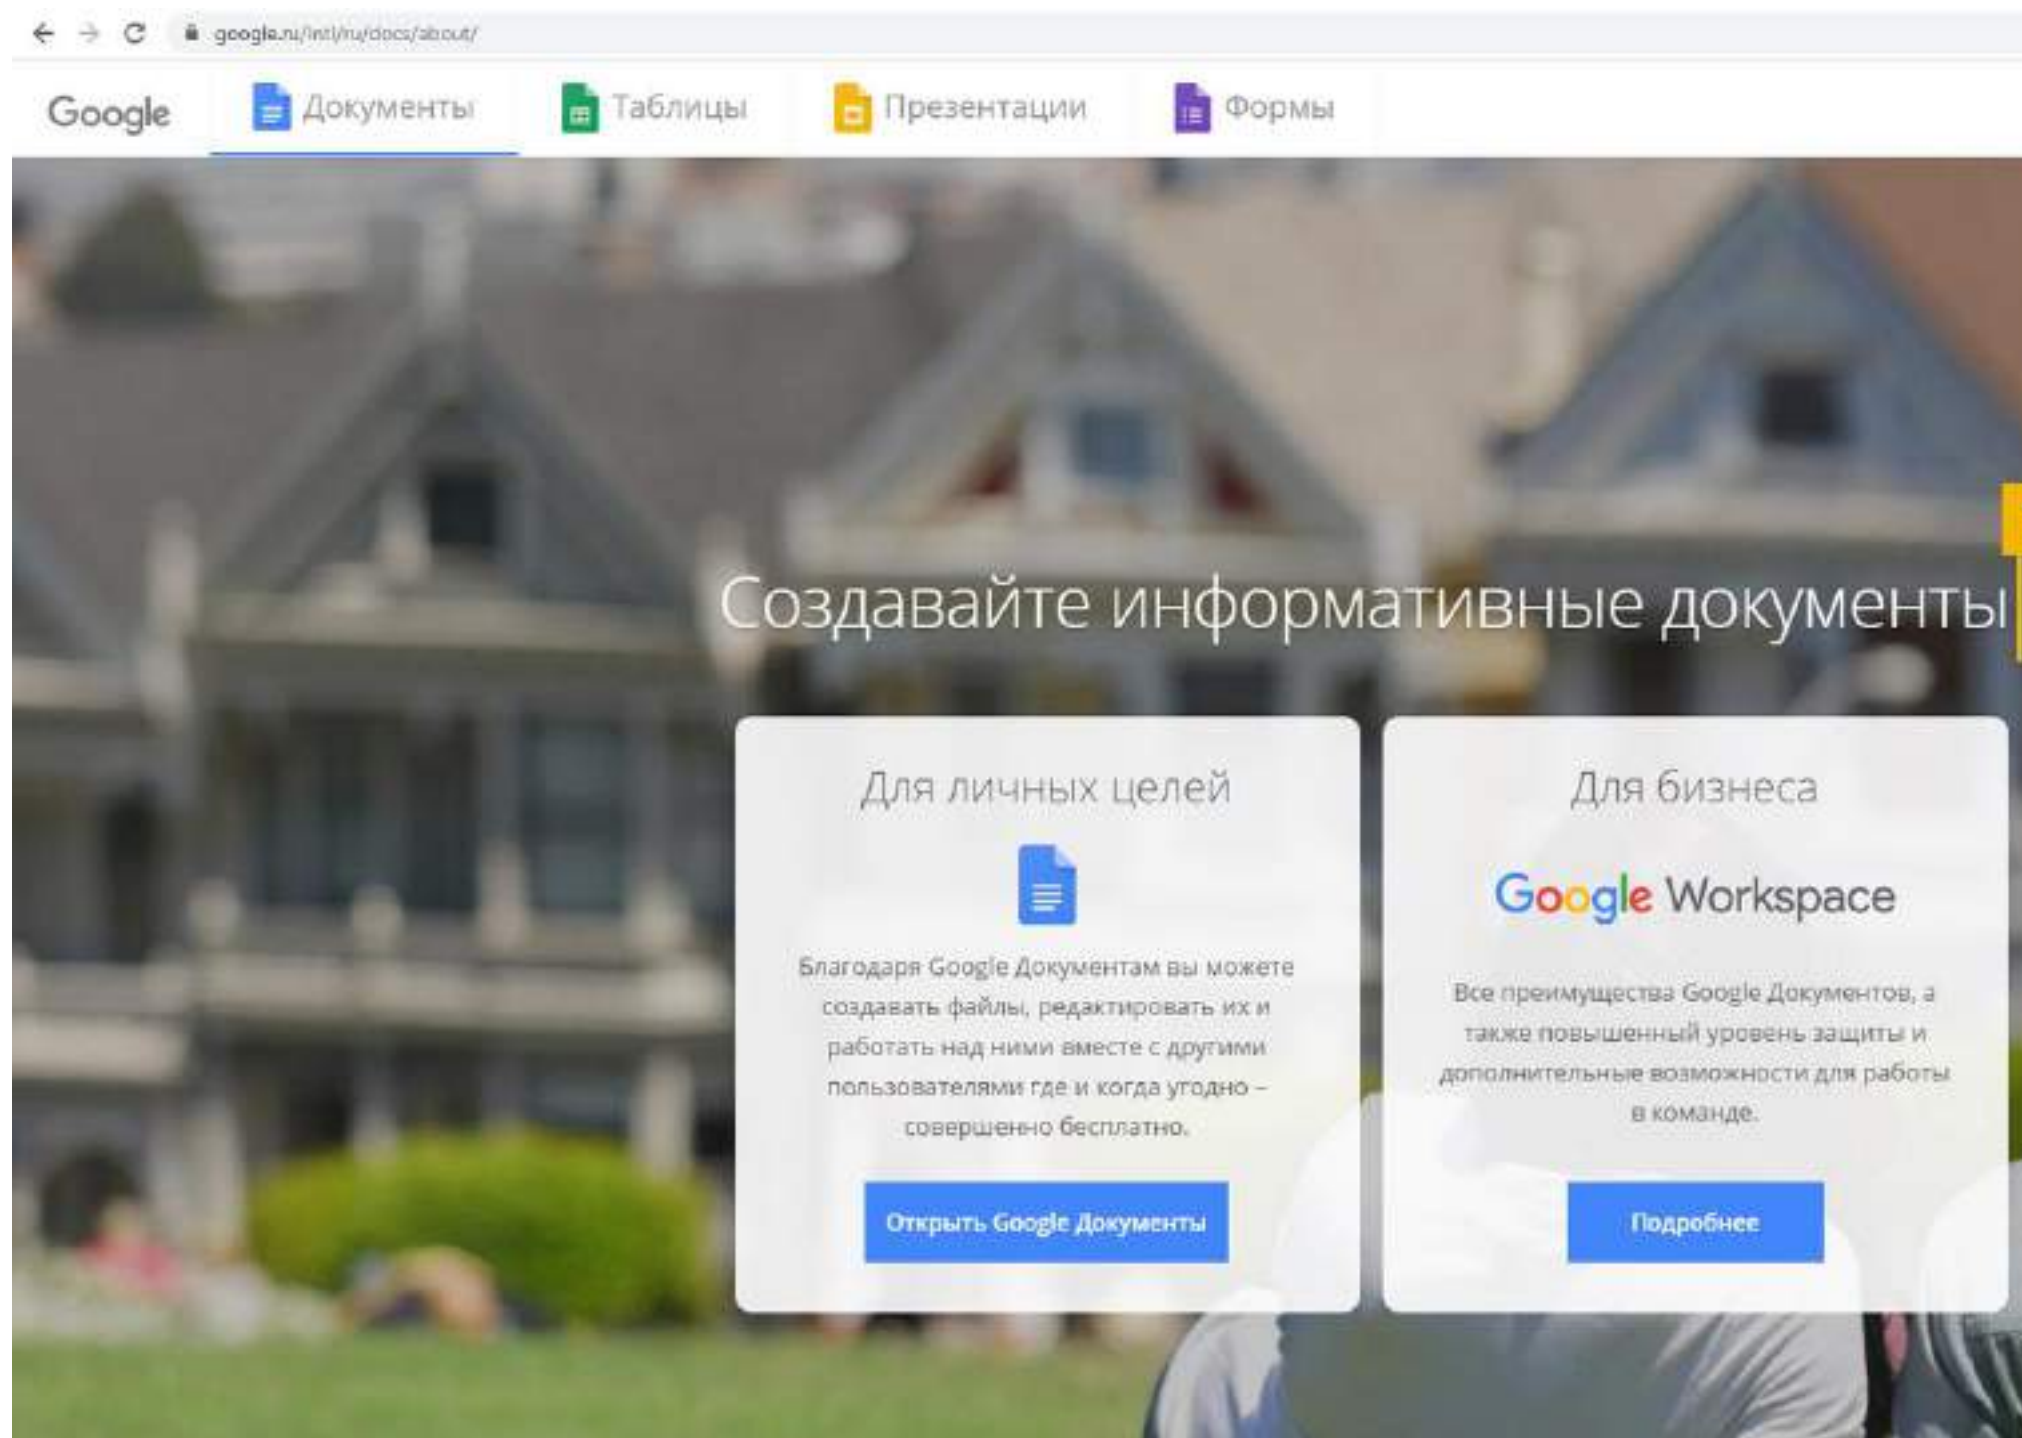 google.ru/intl/ru/docs/about/
Google
Документы
Таблицы
Презентации
Формы
Создавайте информативные документы
Для личных целей
Благодаря Google Документам вы можете
создавать файлы, редактировать их и
работать над ними вместе с другими
пользователями где и когда угодно –
совершенно бесплатно.
Открыть Google Документы
Для бизнеса
Google Workspace
Все преимущества Google Документов, а
также повышенный уровень защиты и
дополнительные возможности для работы
в команде.
Подробнее